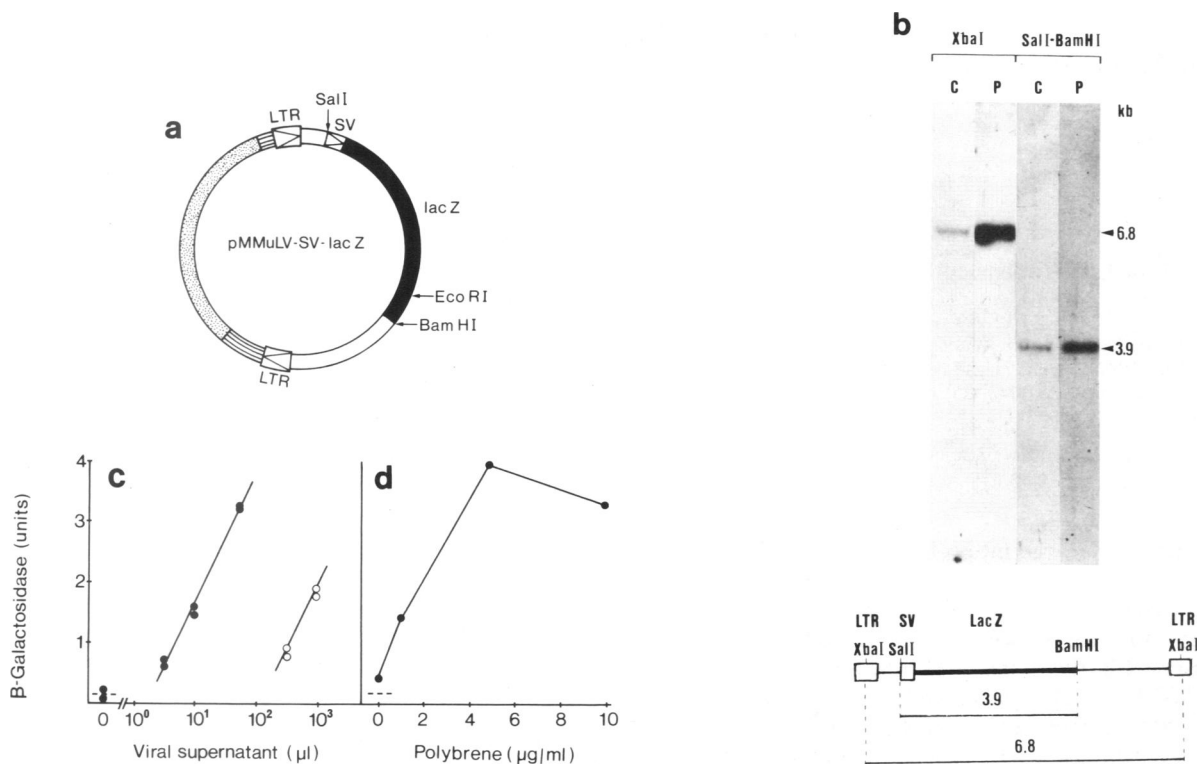 a
LTR
SalI
SV
lac Z
pMMuLV-SV-lac Z
Eco RI
Bam HI
LTR
b
XbaI SalI-BamHI
C P C P
kb
6.8
3.9
LTR SV LacZ LTR
XbaI SalI BamHI XbaI
3.9
6.8
c
β-Galactosidase (units)
4
3
2
1
0 10⁰ 10¹ 10² 10³
Viral supernatant (µl)
d
0 2 4 6 8 10
Polybrene (µg/ml)